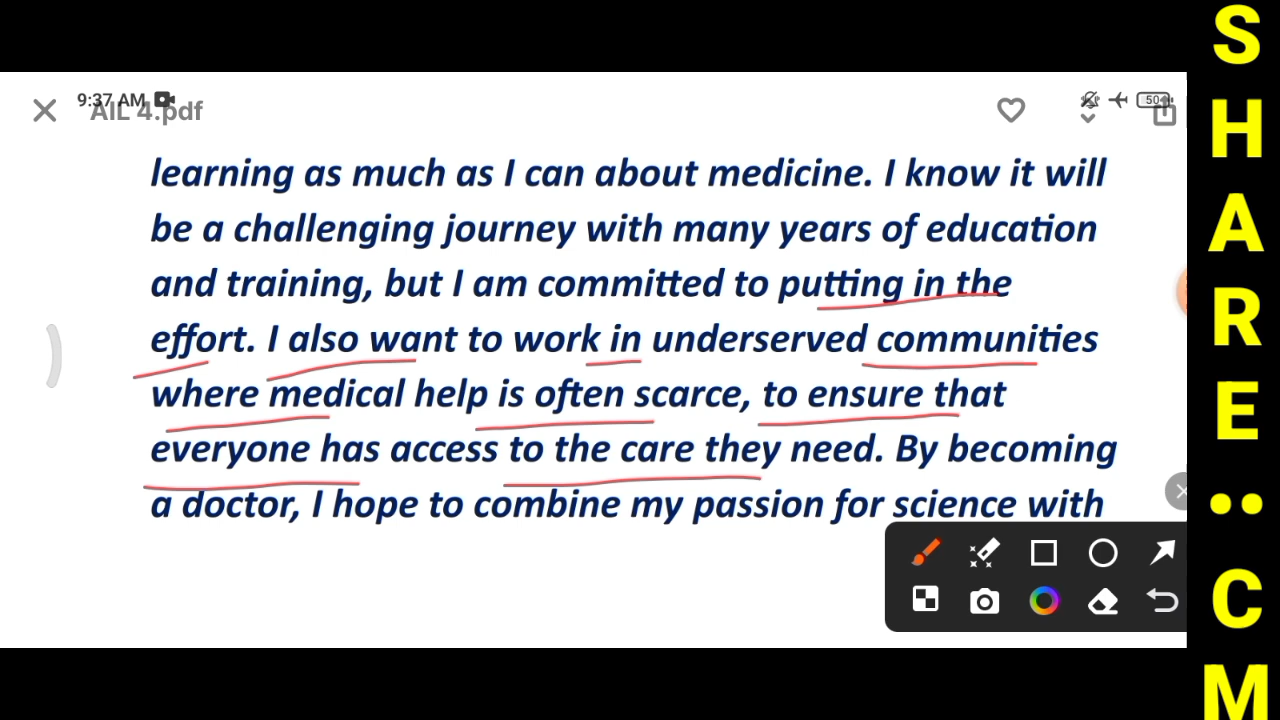 9:37 AM
50
AIL 4.pdf
learning as much as I can about medicine. I know it will
be a challenging journey with many years of education
and training, but I am committed to putting in the
effort. I also want to work in underserved communities
where medical help is often scarce, to ensure that
everyone has access to the care they need. By becoming
a doctor, I hope to combine my passion for science with
SHARE..CM